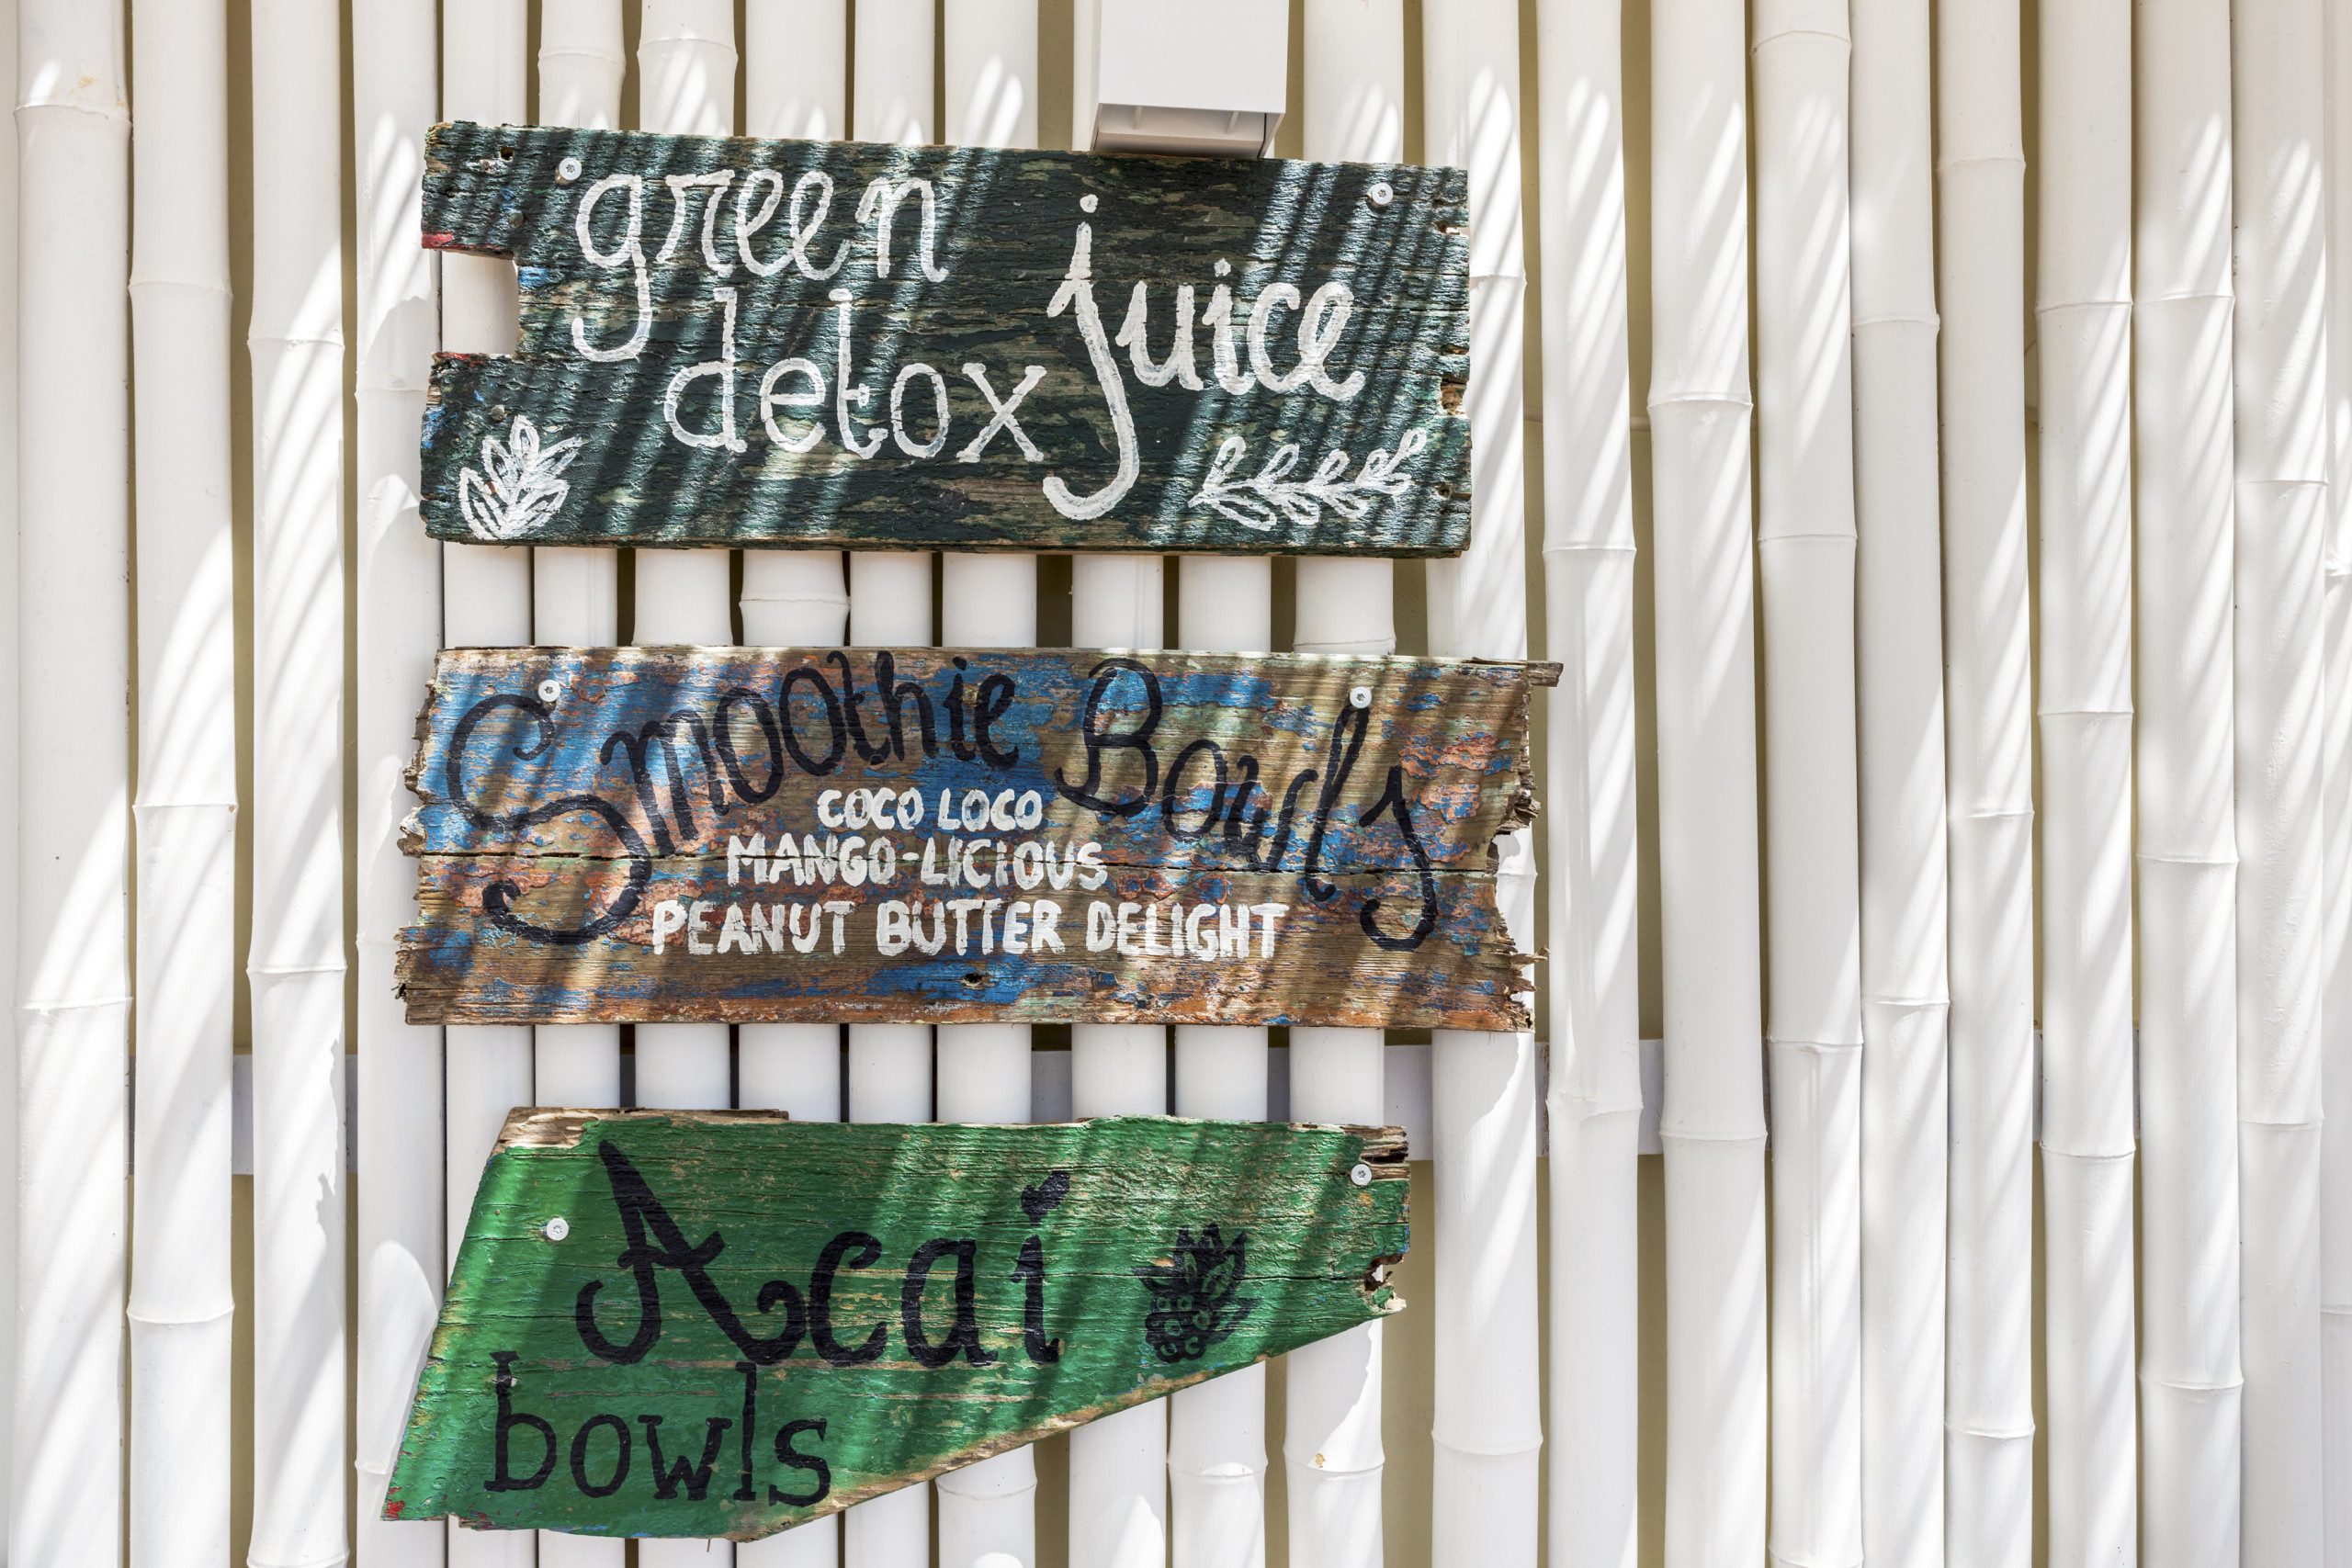 green
detox juice
Smoothie Bowls
COCO LOCO
MANGO-LICIOUS
PEANUT BUTTER DELIGHT
Acai
bowls